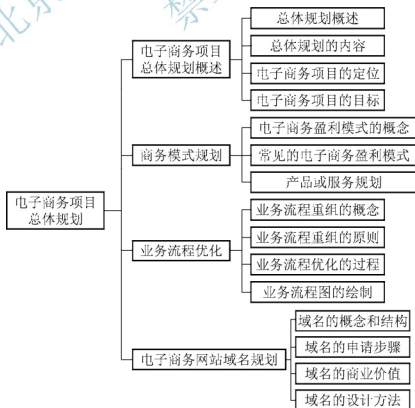 总体规划概述
电子商务项目
总体规划概述
总体规划的内容
电子商务项目的定位
电子商务项目的目标
电子商务盈利模式的概念
商务模式规划
常见的电子商务盈利模式
产品或服务规划
电子商务项目
总体规划
业务流程重组的概念
业务流程重组的原则
业务流程优化
业务流程优化的过程
业务流程图的绘制
域名的概念和结构
域名的申请步骤
电子商务网站域名规划
域名的商业价值
域名的设计方法
北京
禁